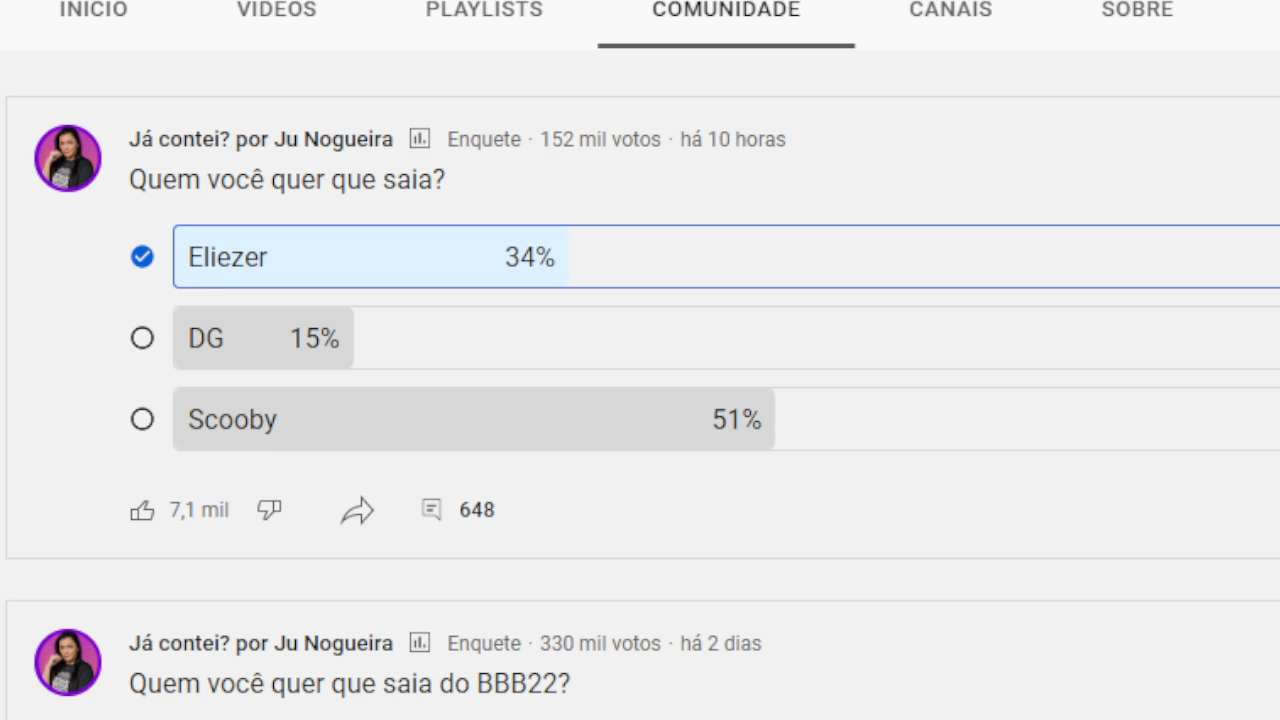 INÍCIO VÍDEOS PLAYLISTS COMUNIDADE CANAIS SOBRE
Já contei? por Ju Nogueira Enquete · 152 mil votos · há 10 horas
Quem você quer que saia?
Eliezer 34%
DG 15%
Scooby 51%
7,1 mil 648
Já contei? por Ju Nogueira Enquete · 330 mil votos · há 2 dias
Quem você quer que saia do BBB22?